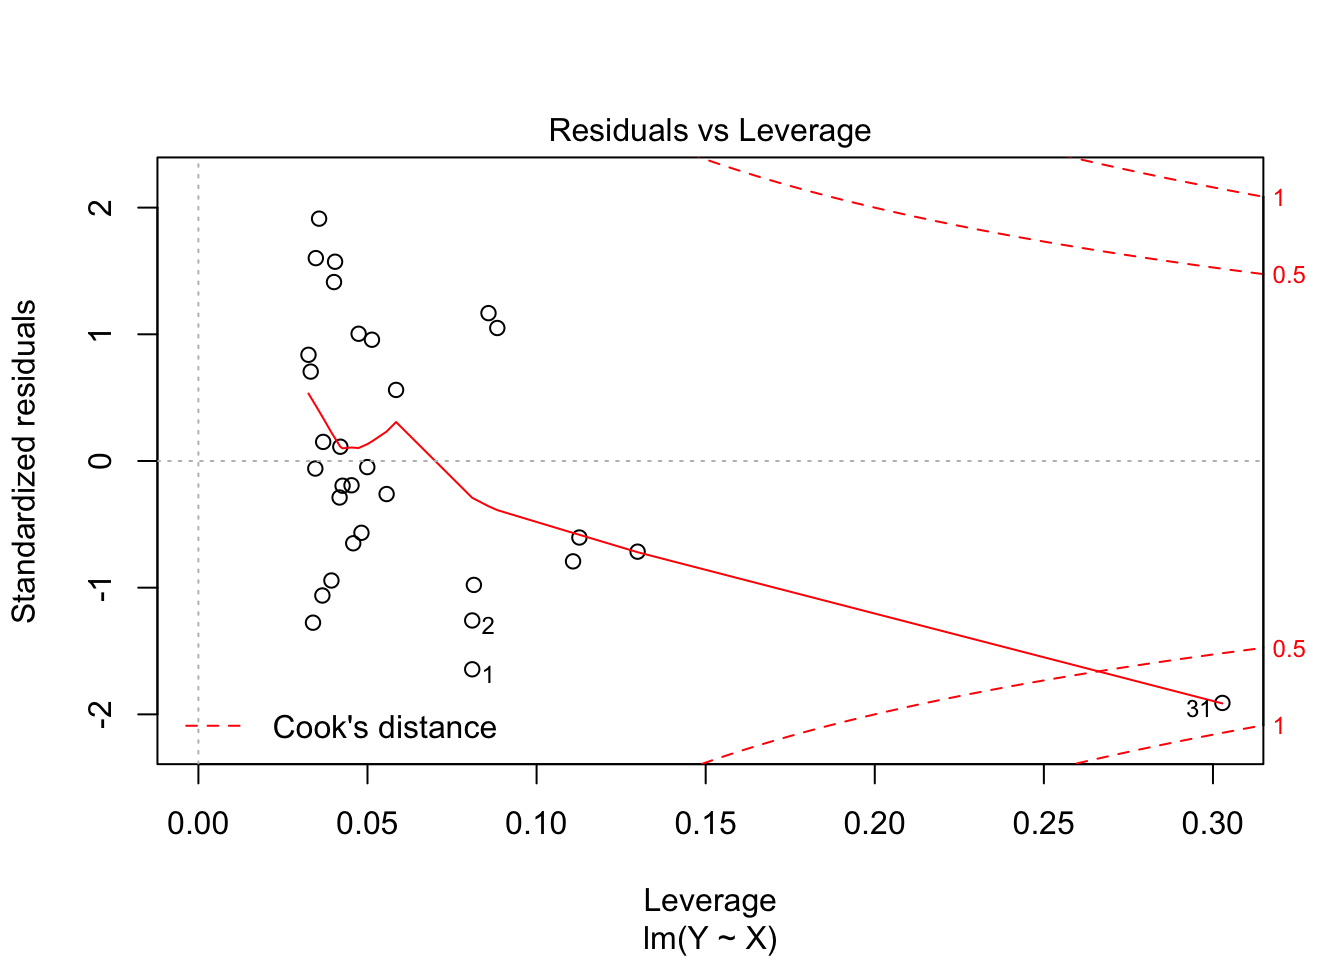 Residuals vs Leverage
Standardized residuals
2
1
0
-1
-2
1
0.5
0.5
1
2
1
31
Cook's distance
0.00 0.05 0.10 0.15 0.20 0.25 0.30
Leverage
lm(Y ~ X)